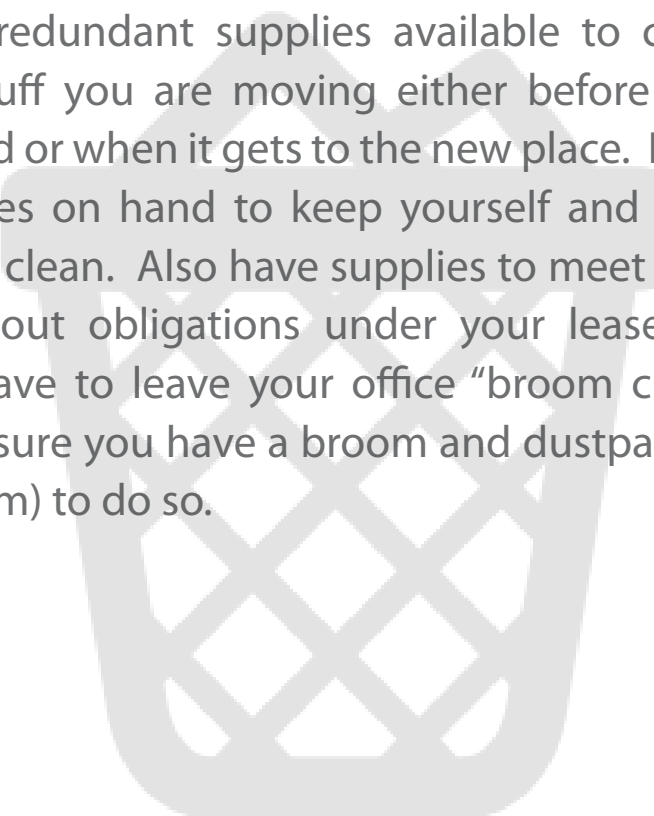 redundant supplies available to c
uff you are moving either before
d or when it gets to the new place.
es on hand to keep yourself and
clean. Also have supplies to meet
out obligations under your lease
ave to leave your office “broom c
sure you have a broom and dustpa
m) to do so.